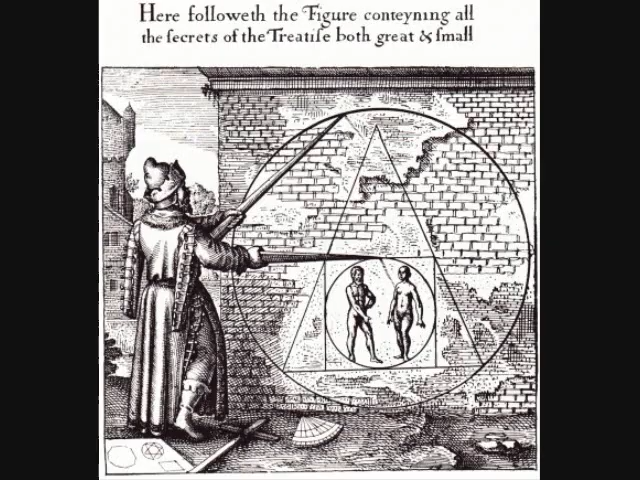 Here followeth the Figure conteyning all
the secrets of the Treatise both great & small